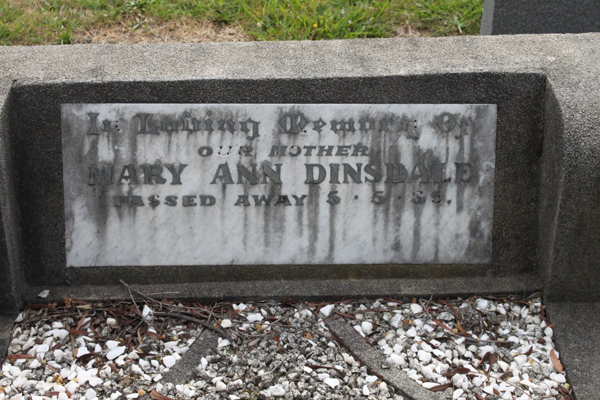 In Loving Memory Of
OUR MOTHER
MARY ANN DINSDALE
PASSED AWAY